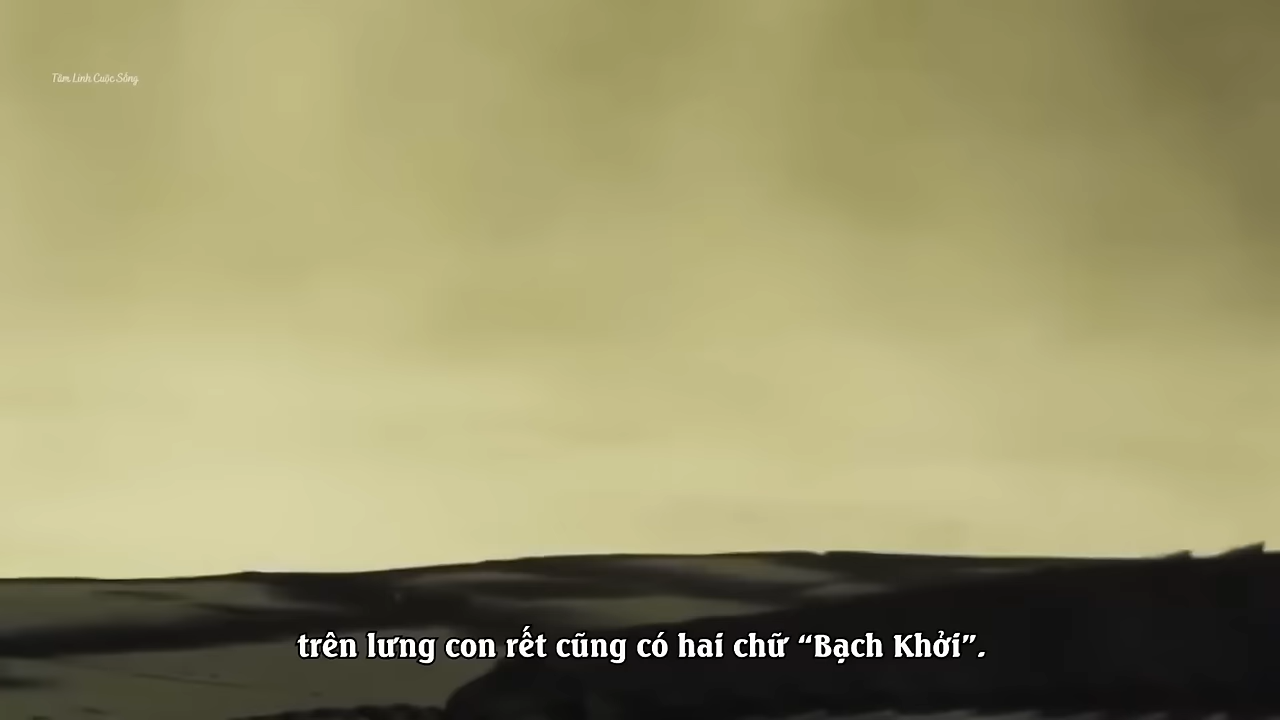 Tâm Linh Cuộc Sống
trên lưng con rết cũng có hai chữ “Bạch Khởi”.